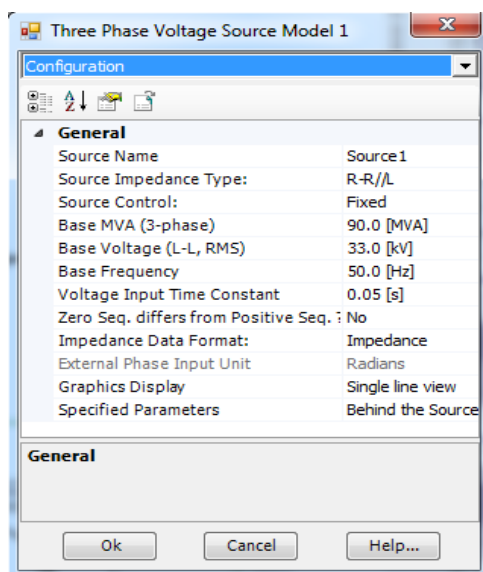 Three Phase Voltage Source Model 1
Configuration
General
Source Name Source1
Source Impedance Type: R-R//L
Source Control: Fixed
Base MVA (3-phase) 90.0 [MVA]
Base Voltage (L-L, RMS) 33.0 [kV]
Base Frequency 50.0 [Hz]
Voltage Input Time Constant 0.05 [s]
Zero Seq. differs from Positive Seq. ? No
Impedance Data Format: Impedance
External Phase Input Unit Radians
Graphics Display Single line view
Specified Parameters Behind the Source
General
Ok Cancel Help...